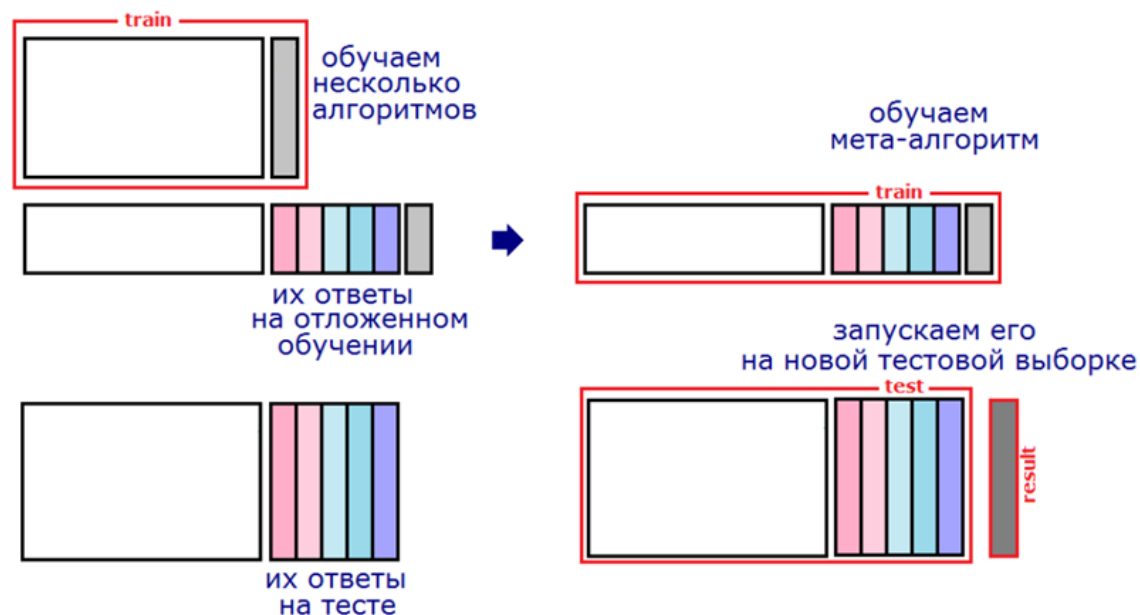 train
обучаем
несколько
алгоритмов
их ответы
на отложенном
обучении
их ответы
на тесте
обучаем
мета-алгоритм
train
запускаем его
на новой тестовой выборке
test
result